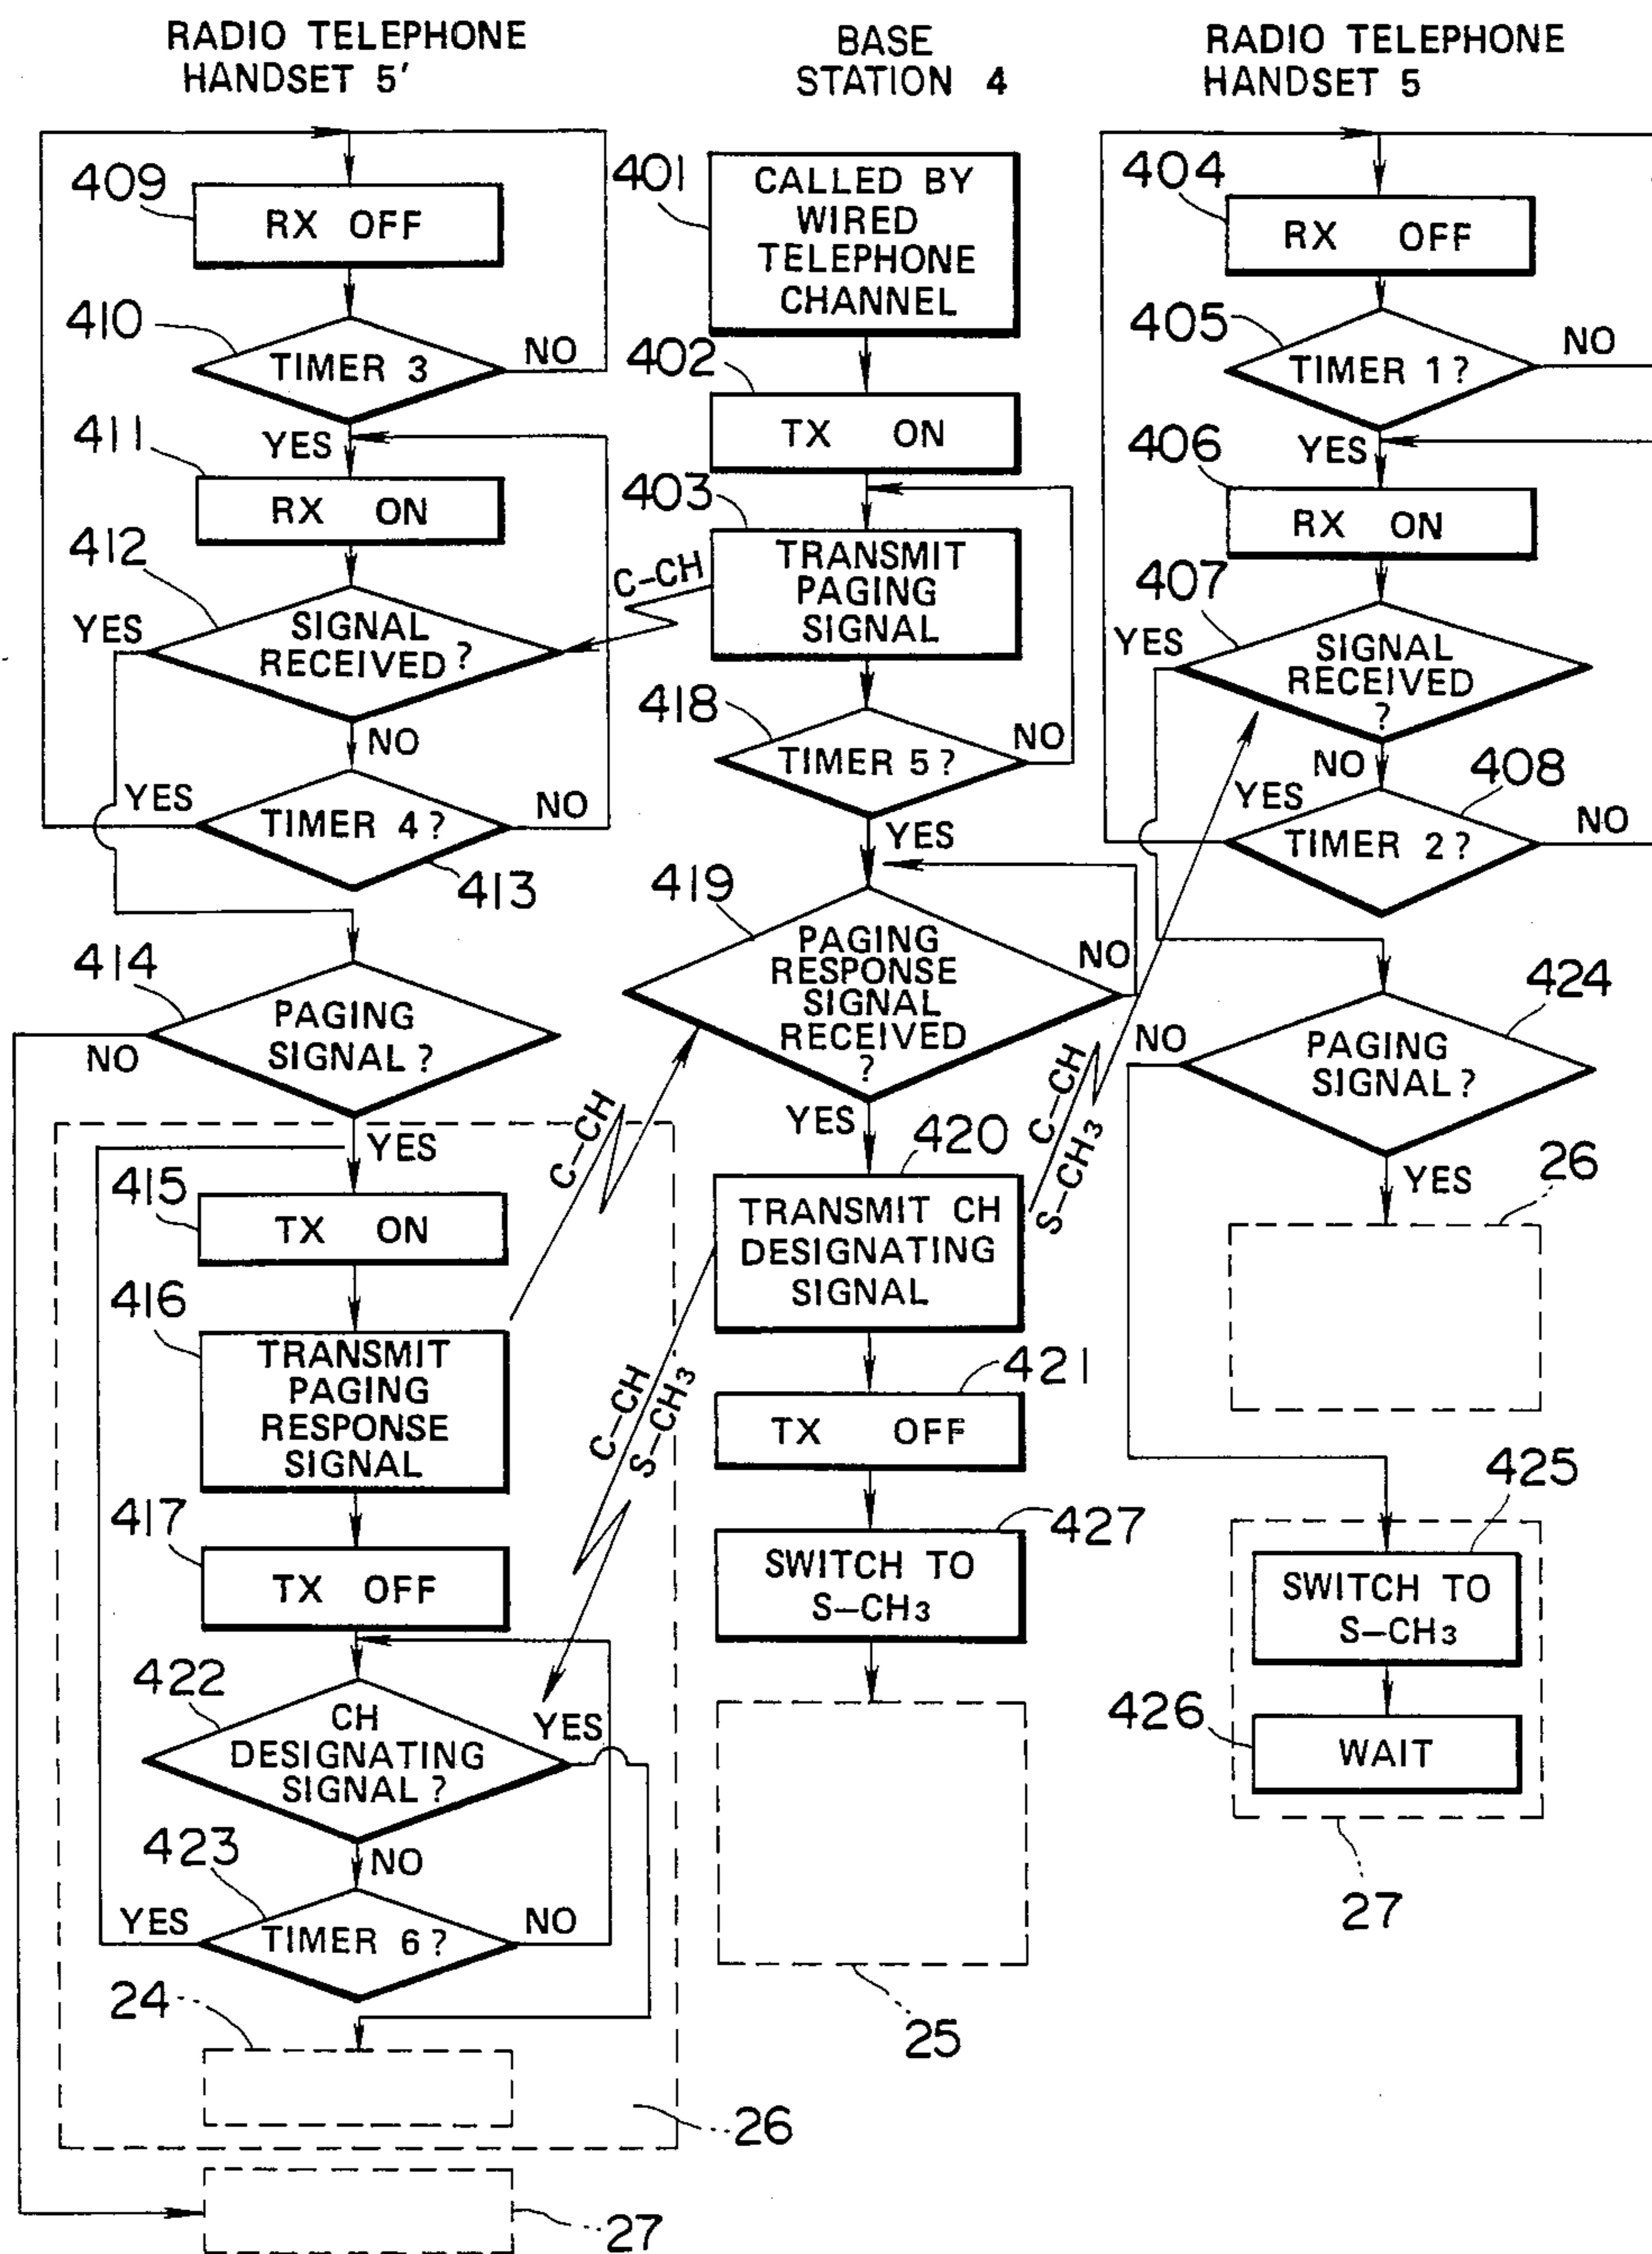 RADIO TELEPHONE
HANDSET 5'
409
RX OFF
410
TIMER 3
NO
YES
411
RX ON
412
SIGNAL
RECEIVED ?
YES
NO
YES
TIMER 4 ?
NO
413
414
PAGING
SIGNAL ?
NO
YES
415
TX ON
416
TRANSMIT
PAGING
RESPONSE
SIGNAL
417
TX OFF
422
CH
DESIGNATING
SIGNAL ?
YES
NO
423
TIMER 6 ?
YES
NO
24
26
27
BASE
STATION 4
401
CALLED BY
WIRED
TELEPHONE
CHANNEL
402
TX ON
403
TRANSMIT
PAGING
SIGNAL
C-CH
418
TIMER 5 ?
NO
YES
419
PAGING
RESPONSE
SIGNAL
RECEIVED
?
NO
YES
C-CH
420
TRANSMIT CH
DESIGNATING
SIGNAL
C-CH
S-CH3
C-CH
S-CH3
421
TX OFF
427
SWITCH TO
S-CH3
25
RADIO TELEPHONE
HANDSET 5
404
RX OFF
405
TIMER 1 ?
NO
YES
406
RX ON
407
SIGNAL
RECEIVED
?
YES
NO
408
YES
TIMER 2 ?
NO
424
PAGING
SIGNAL ?
NO
YES
26
425
SWITCH TO
S-CH3
426
WAIT
27